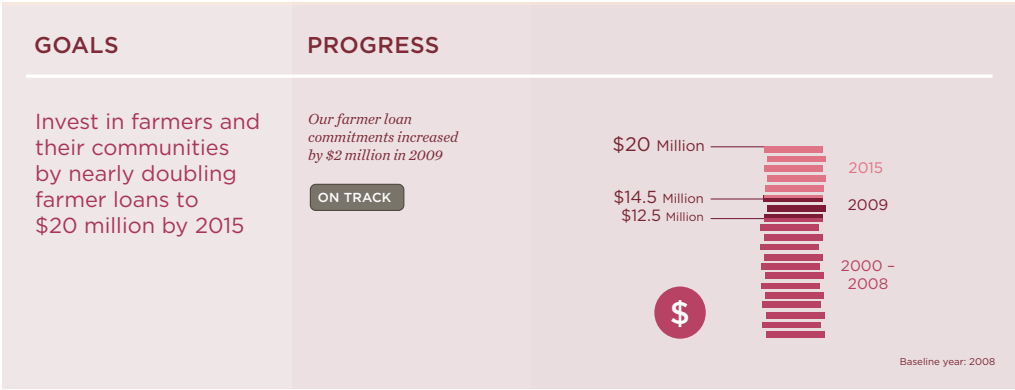 GOALS
PROGRESS
Invest in farmers and
their communities
by nearly doubling
farmer loans to
$20 million by 2015
Our farmer loan
commitments increased
by $2 million in 2009
ON TRACK
$20 Million
2015
$14.5 Million
2009
$12.5 Million
2000 –
2008
$
Baseline year: 2008